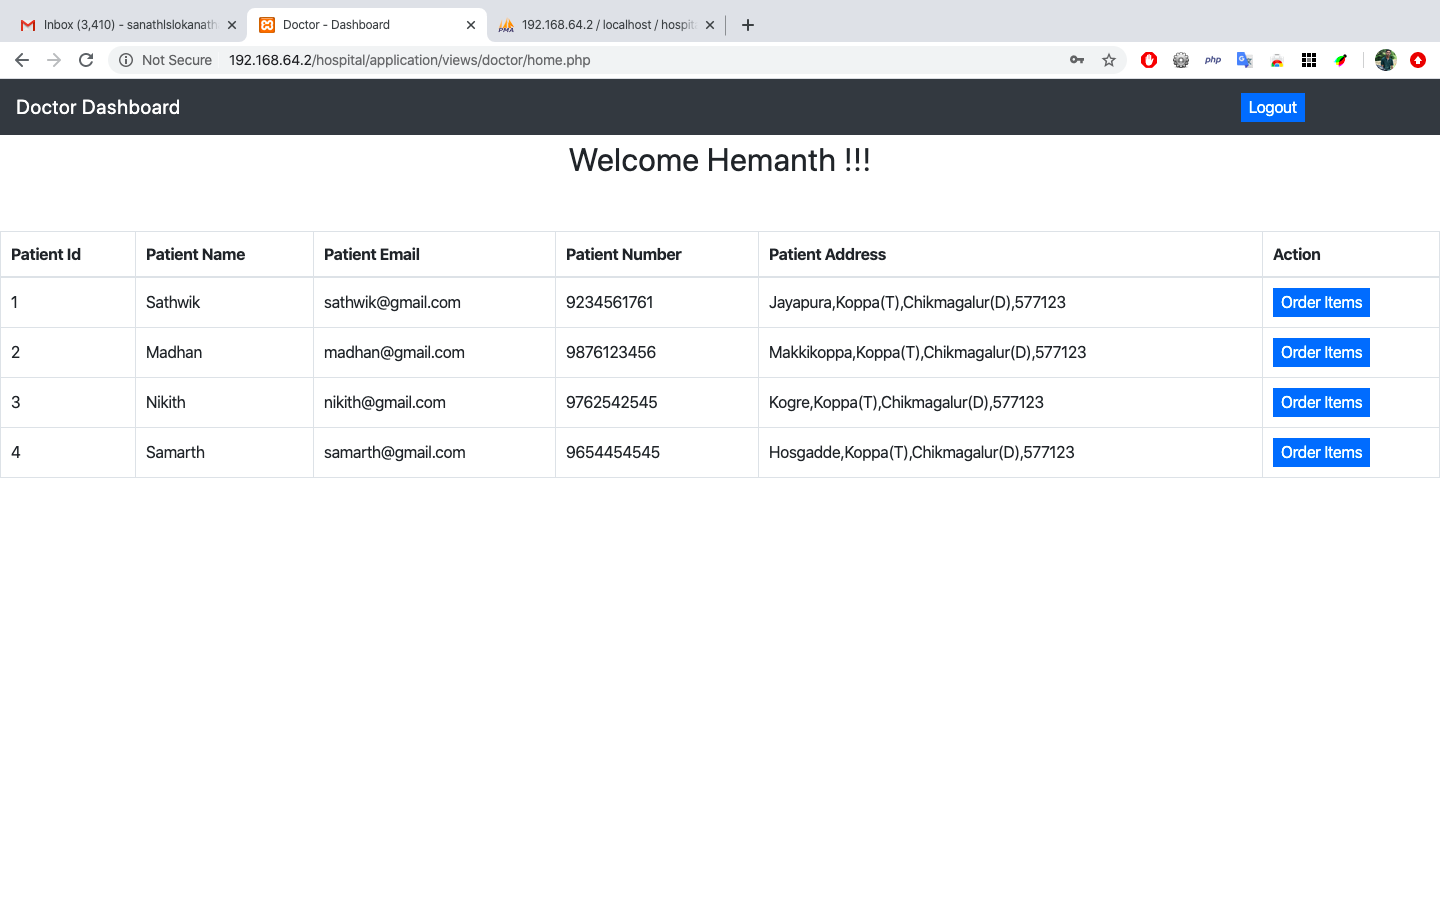 Inbox (3,410) - sanathlslokanath
Doctor - Dashboard
192.168.64.2 / localhost / hospita
Not Secure 192.168.64.2/hospital/application/views/doctor/home.php
php
Doctor Dashboard Logout
Welcome Hemanth !!!
Patient Id Patient Name Patient Email Patient Number Patient Address Action
1 Sathwik sathwik@gmail.com 9234561761 Jayapura,Koppa(T),Chikmagalur(D),577123 Order Items
2 Madhan madhan@gmail.com 9876123456 Makkikoppa,Koppa(T),Chikmagalur(D),577123 Order Items
3 Nikith nikith@gmail.com 9762542545 Kogre,Koppa(T),Chikmagalur(D),577123 Order Items
4 Samarth samarth@gmail.com 9654454545 Hosgadde,Koppa(T),Chikmagalur(D),577123 Order Items